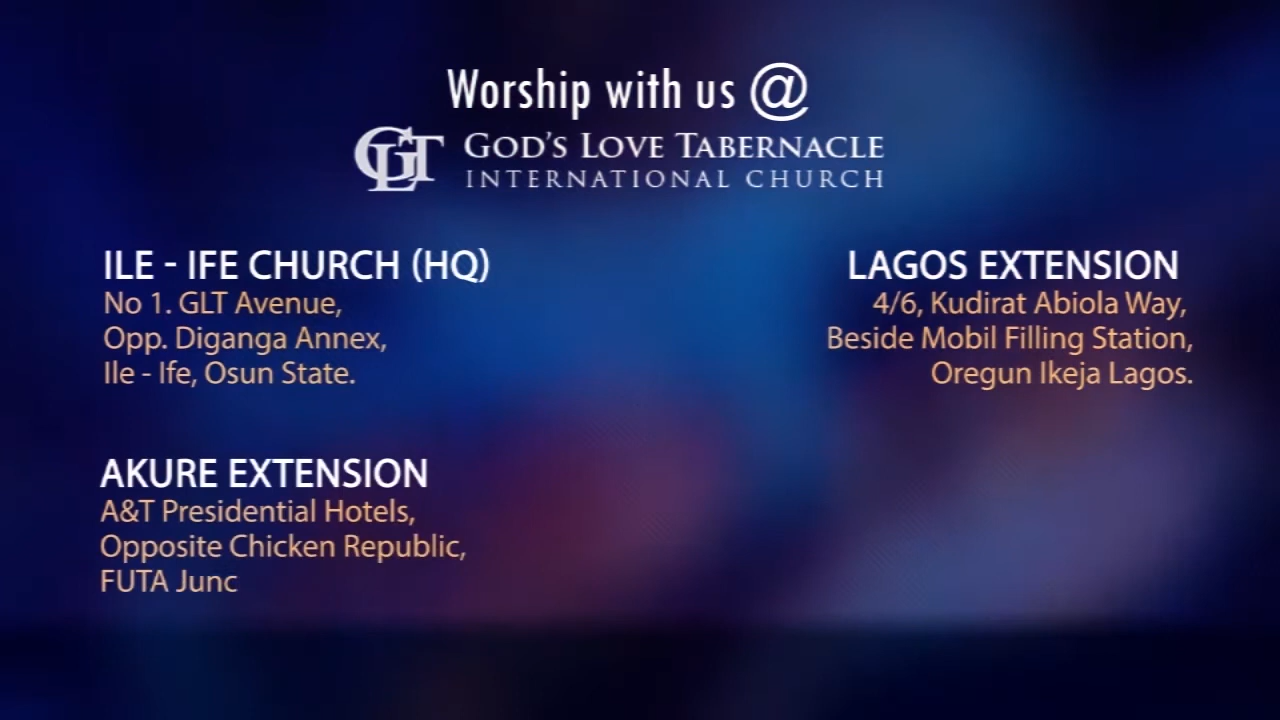 Worship with us @
GLT GOD'S LOVE TABERNACLE
INTERNATIONAL CHURCH
ILE - IFE CHURCH (HQ)
No 1. GLT Avenue,
Opp. Diganga Annex,
Ile - Ife, Osun State.
LAGOS EXTENSION
4/6, Kudirat Abiola Way,
Beside Mobil Filling Station,
Oregun Ikeja Lagos.
AKURE EXTENSION
A&T Presidential Hotels,
Opposite Chicken Republic,
FUTA Junc